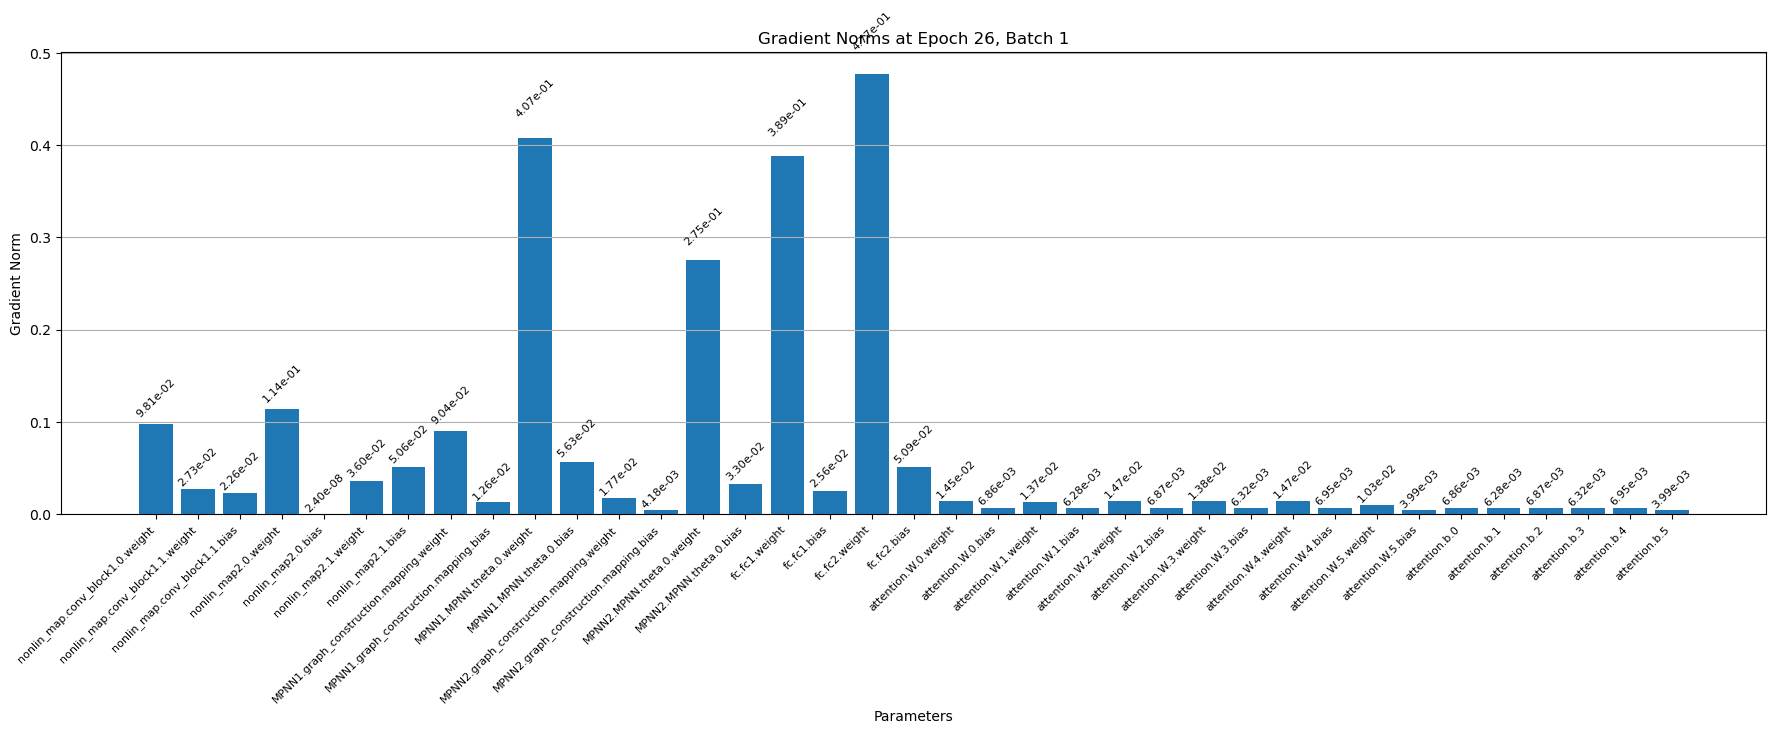 Gradient Norms at Epoch 26, Batch 1
Gradient Norm
0.5
0.4
0.3
0.2
0.1
0.0
9.81e-02
2.73e-02
2.26e-02
1.14e-01
2.40e-08
3.60e-02
5.06e-02
9.04e-02
1.26e-02
4.07e-01
5.63e-02
1.77e-02
4.18e-03
2.75e-01
3.30e-02
3.89e-01
2.56e-02
4.77e-01
5.09e-02
1.45e-02
6.86e-03
1.37e-02
6.28e-03
1.47e-02
6.87e-03
1.38e-02
6.32e-03
1.47e-02
6.95e-03
1.03e-02
3.99e-03
6.86e-03
6.28e-03
6.87e-03
6.32e-03
6.95e-03
3.99e-03
nonlin_map.conv_block1.0.weight
nonlin_map.conv_block1.1.weight
nonlin_map.conv_block1.1.bias
nonlin_map2.0.weight
nonlin_map2.0.bias
nonlin_map2.1.weight
nonlin_map2.1.bias
MPNN1.graph_construction.mapping.weight
MPNN1.graph_construction.mapping.bias
MPNN1.MPNN.theta.0.weight
MPNN1.MPNN.theta.0.bias
MPNN2.graph_construction.mapping.weight
MPNN2.graph_construction.mapping.bias
MPNN2.MPNN.theta.0.weight
MPNN2.MPNN.theta.0.bias
fc.fc1.weight
fc.fc1.bias
fc.fc2.weight
fc.fc2.bias
attention.W.0.weight
attention.W.0.bias
attention.W.1.weight
attention.W.1.bias
attention.W.2.weight
attention.W.2.bias
attention.W.3.weight
attention.W.3.bias
attention.W.4.weight
attention.W.4.bias
attention.W.5.weight
attention.W.5.bias
attention.b.0
attention.b.1
attention.b.2
attention.b.3
attention.b.4
attention.b.5
Parameters